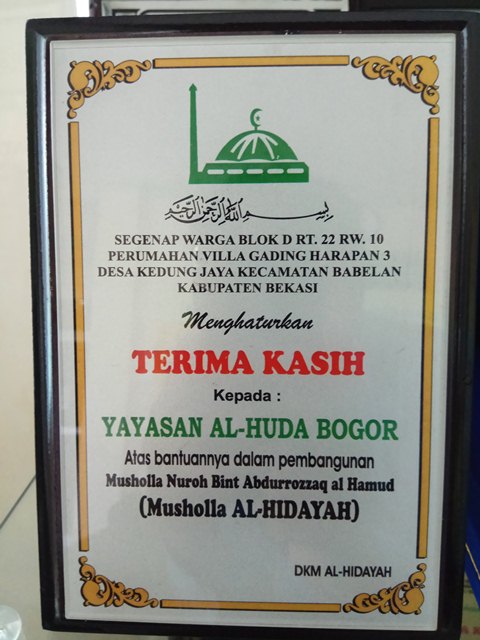 بسم الله الرحمن الرحيم
SEGENAP WARGA BLOK D RT. 22 RW. 10
PERUMAHAN VILLA GADING HARAPAN 3
DESA KEDUNG JAYA KECAMATAN BABELAN
KABUPATEN BEKASI
Menghaturkan
TERIMA KASIH
Kepada :
YAYASAN AL-HUDA BOGOR
Atas bantuannya dalam pembangunan
Musholla Nuroh Bint Abdurrozzaq al Hamud
(Musholla AL-HIDAYAH)
DKM AL-HIDAYAH